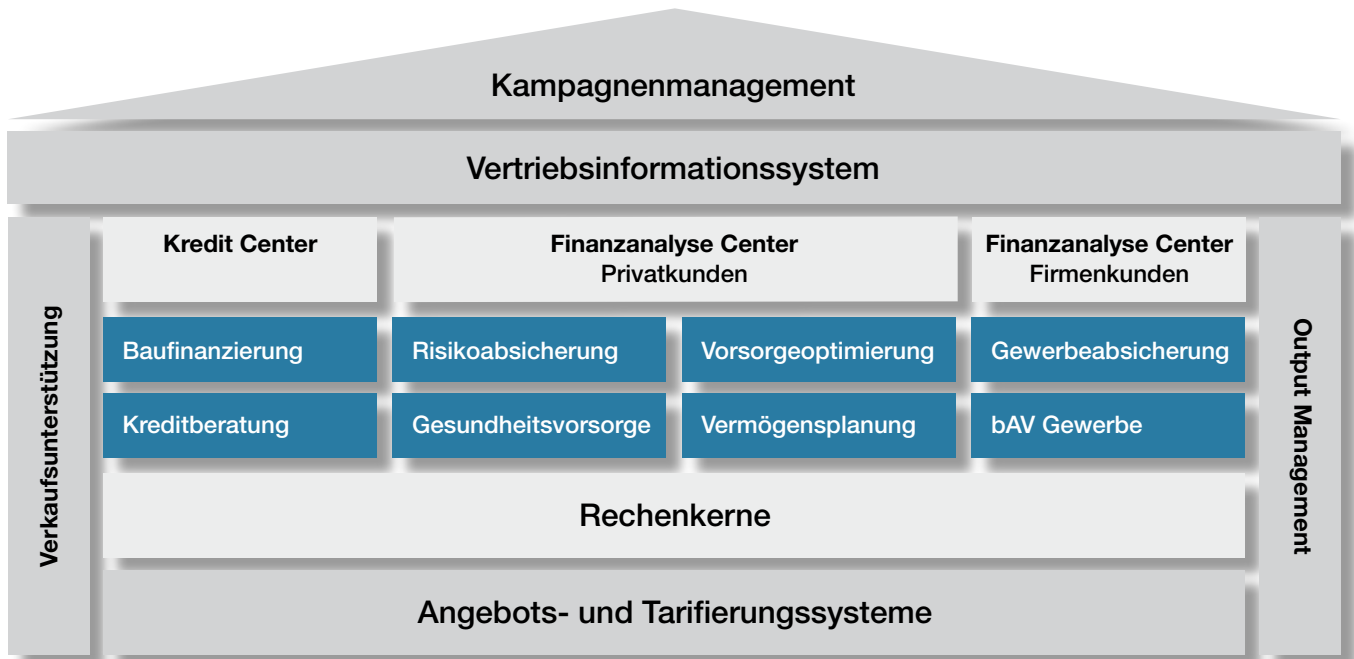 Kampagnenmanagement
Vertriebsinformationssystem
Verkaufsunterstützung
Kredit Center
Finanzanalyse Center
Privatkunden
Finanzanalyse Center
Firmenkunden
Baufinanzierung
Risikoabsicherung
Vorsorgeoptimierung
Gewerbeabsicherung
Kreditberatung
Gesundheitsvorsorge
Vermögensplanung
bAV Gewerbe
Rechenkerne
Angebots- und Tarifierungssysteme
Output Management